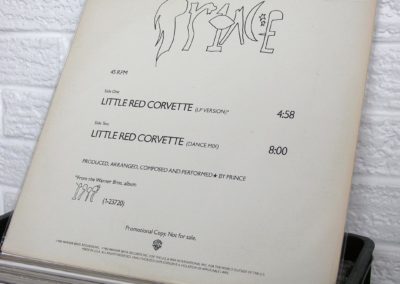 PRINCE
45 RPM
Side One
LITTLE RED CORVETTE (LP VERSION)* 4:58
Side Two
LITTLE RED CORVETTE (DANCE MIX) 8:00
PRODUCED, ARRANGED, COMPOSED AND PERFORMED★ BY PRINCE
*From the Warner Bros. album
1999
(1-23720)
Promotional Copy. Not for sale.